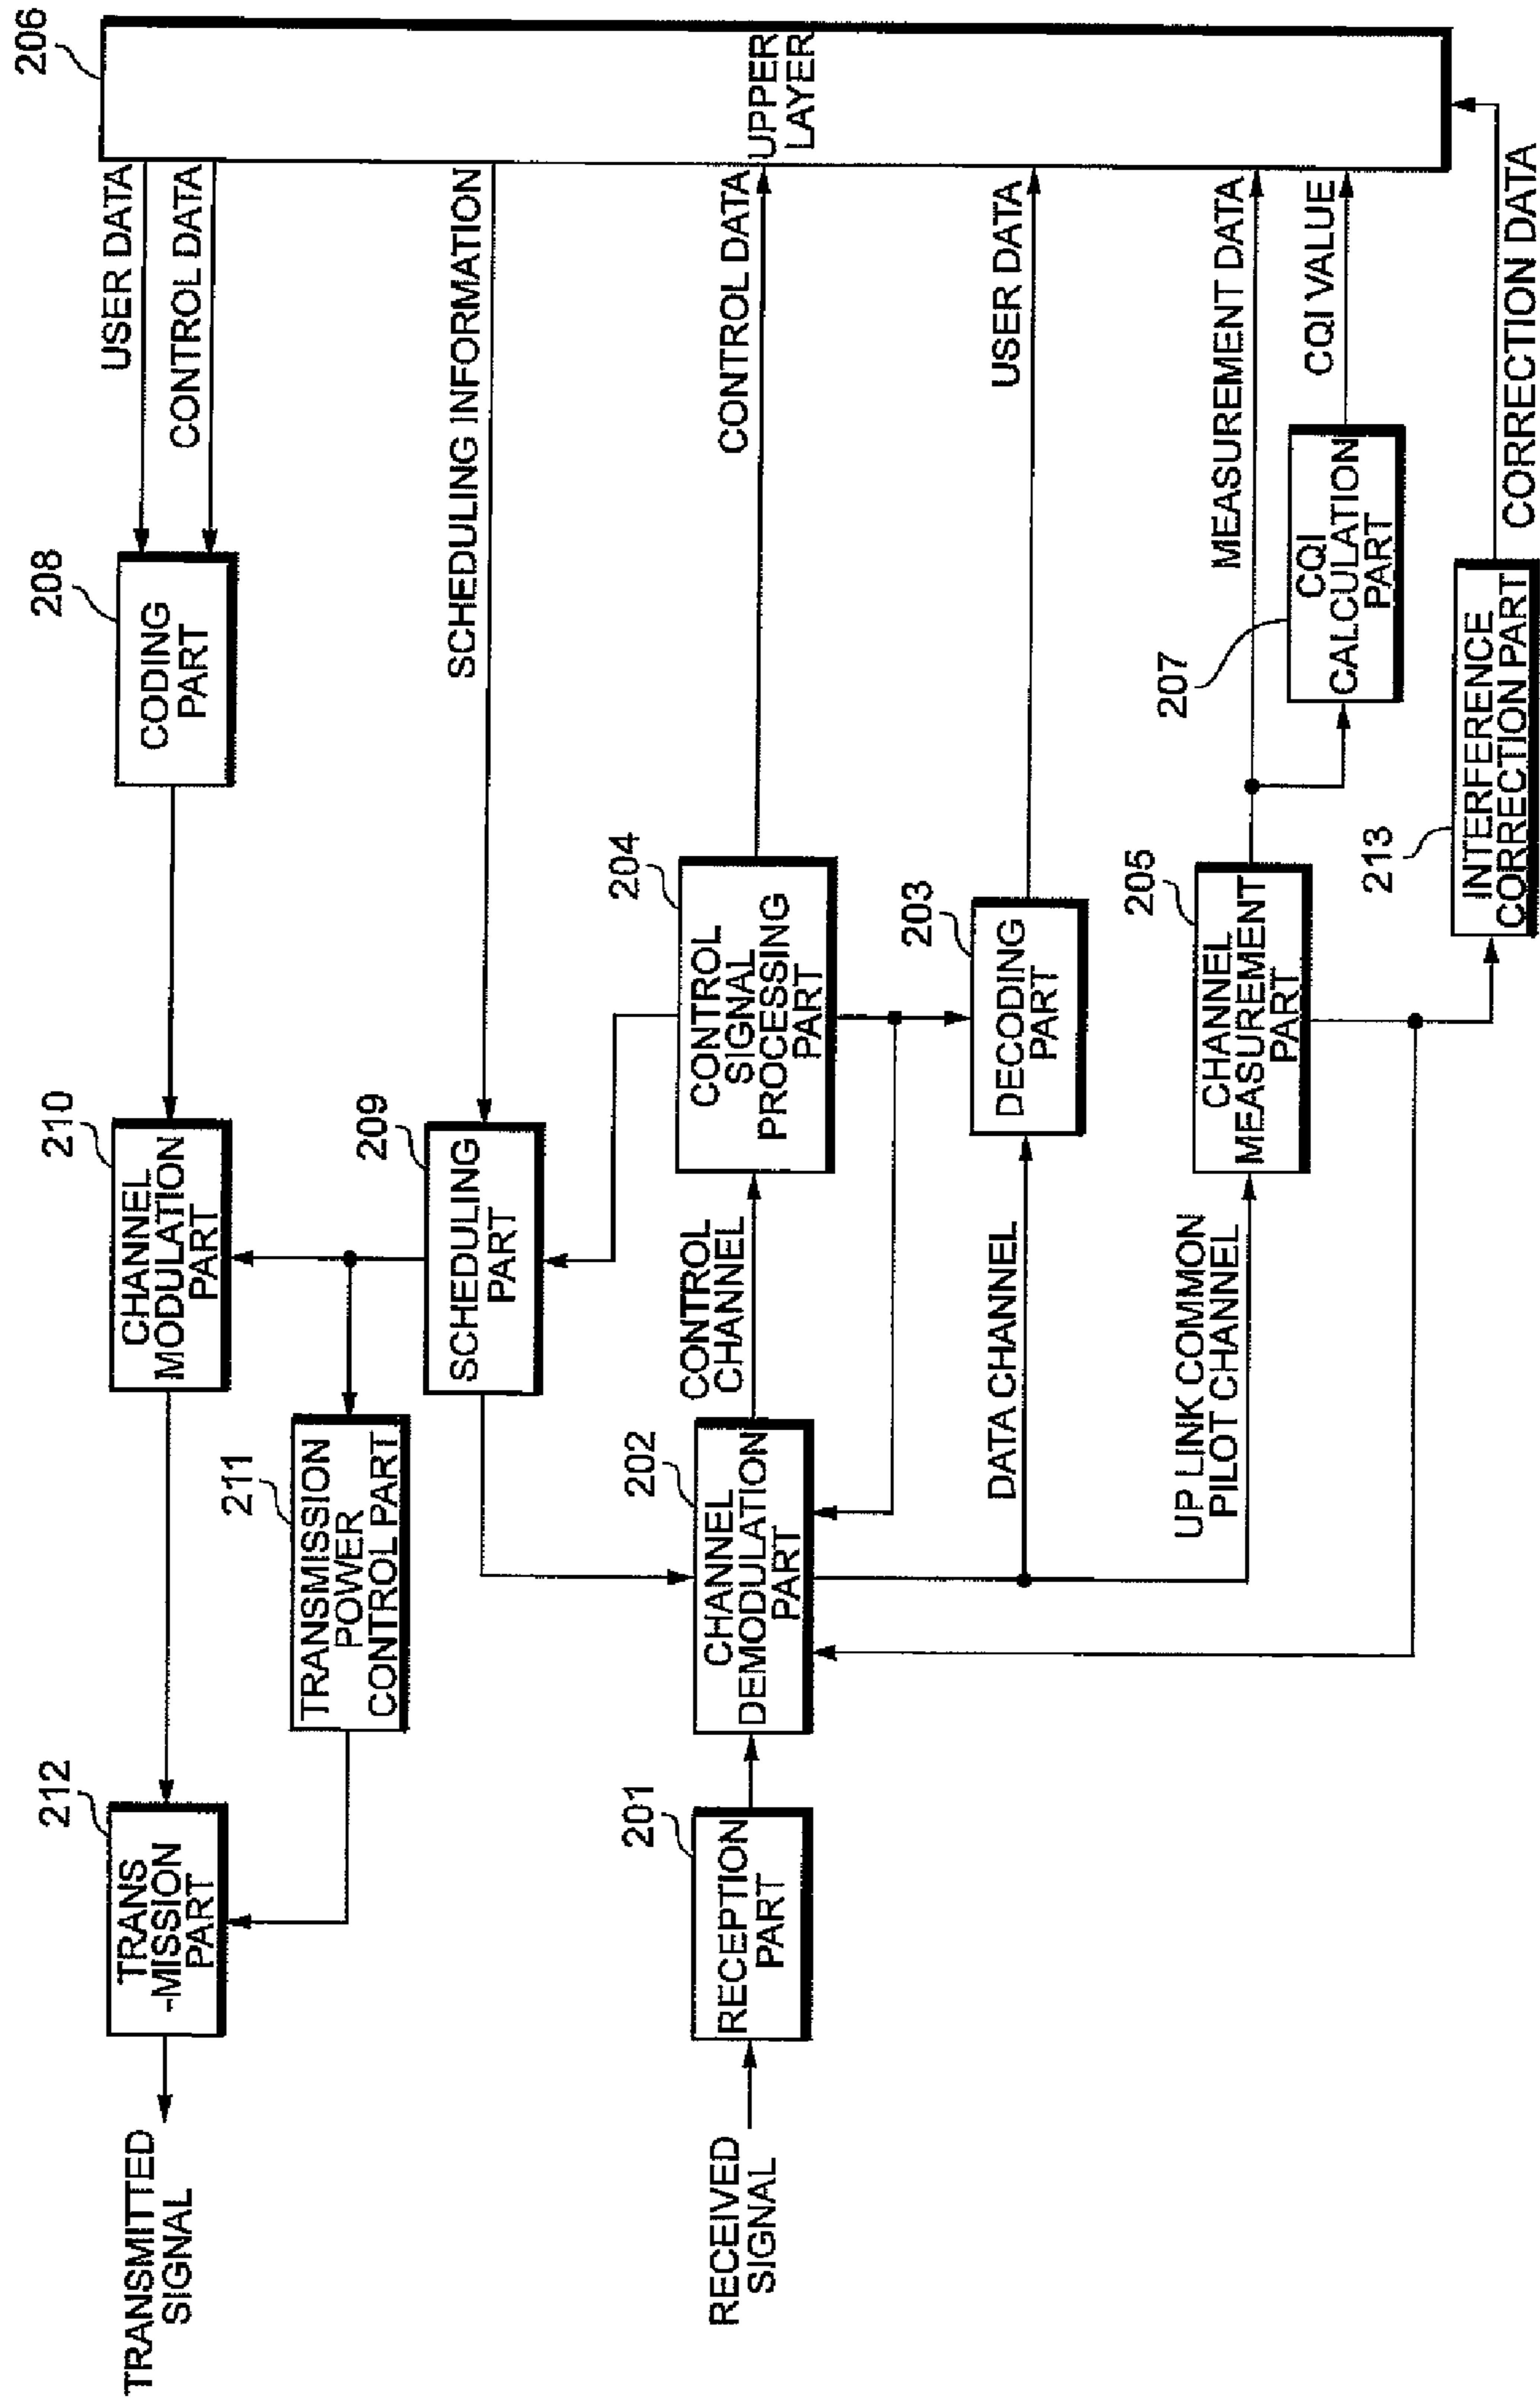 TRANSMITTED
SIGNAL
212
TRANS
-MISSION
PART
210
CHANNEL
MODULATION
PART
208
CODING
PART
USER DATA
CONTROL DATA
206
UPPER
LAYER
211
TRANSMISSION
POWER
CONTROL PART
209
SCHEDULING
PART
SCHEDULING INFORMATION
RECEIVED
SIGNAL
201
RECEPTION
PART
202
CHANNEL
DEMODULATION
PART
CONTROL
CHANNEL
204
CONTROL
SIGNAL
PROCESSING
PART
CONTROL DATA
DATA CHANNEL
203
DECODING
PART
USER DATA
UP LINK COMMON
PILOT CHANNEL
205
CHANNEL
MEASUREMENT
PART
MEASUREMENT DATA
207
CQI
CALCULATION
PART
CQI VALUE
213
INTERFERENCE
CORRECTION PART
CORRECTION DATA